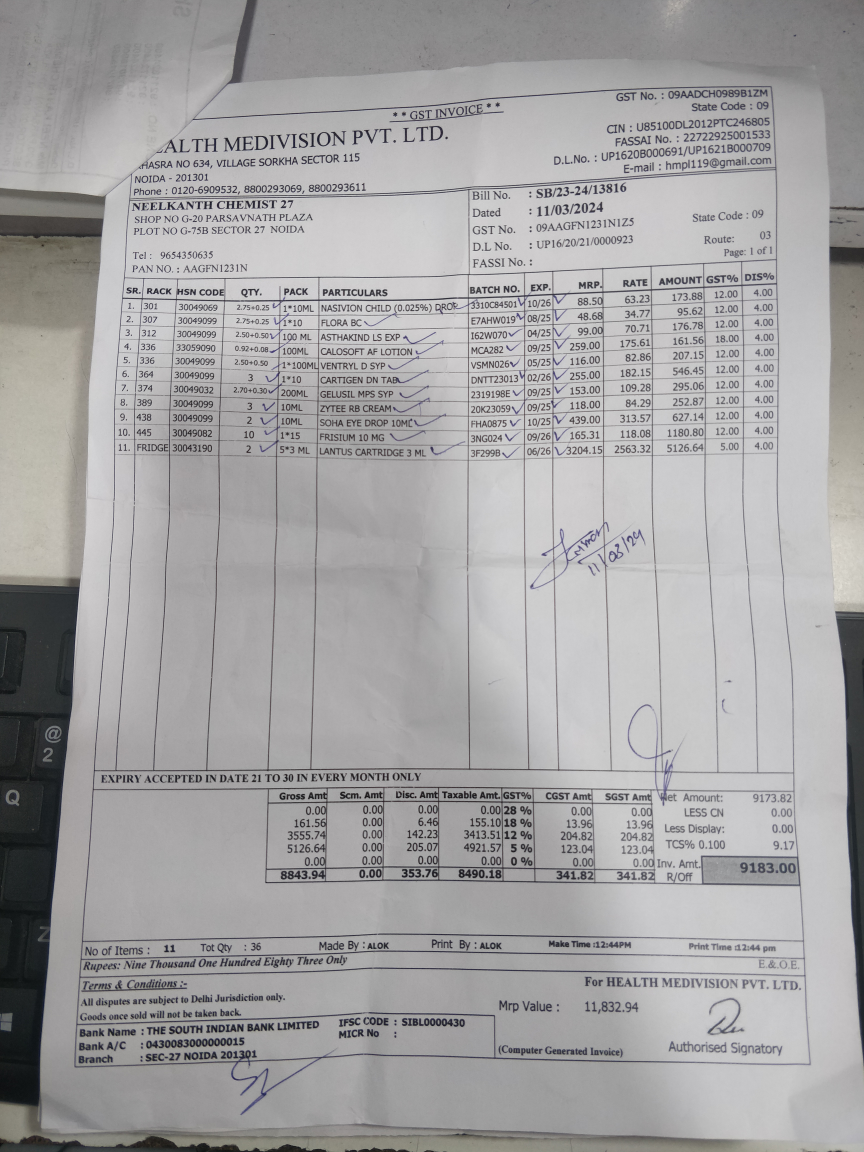 * * GST INVOICE * *
GST No. : 09AADCH0989B1ZM
State Code : 09
EALTH MEDIVISION PVT. LTD.
CIN : U85100DL2012PTC246805
FASSAI No. : 22722925001533
HASRA NO 634, VILLAGE SORKHA SECTOR 115
D.L.No. : UP1620B000691/UP1621B000709
NOIDA - 201301
E-mail : hmpl119@gmail.com
Phone : 0120-6909532, 8800293069, 8800293611
NEELKANTH CHEMIST 27
Bill No. : SB/23-24/13816
SHOP NO G-20 PARSAVNATH PLAZA
Dated : 11/03/2024
PLOT NO G-75B SECTOR 27 NOIDA
GST No. : 09AAGFN1231N1Z5 State Code : 09
D.L No. : UP16/20/21/0000923 Route: 03
Tel : 9654350635
FASSI No. : Page: 1 of 1
PAN NO. : AAGFN1231N
SR. RACK HSN CODE QTY. PACK PARTICULARS BATCH NO. EXP. MRP. RATE AMOUNT GST% DIS%
1. 301 30049069 2.75+0.25 1*10ML NASIVION CHILD (0.025%) DROP 3310C84501 10/26 88.50 63.23 173.88 12.00 4.00
2. 307 30049099 2.75+0.25 1*10 FLORA BC E7AHW019 08/25 48.68 34.77 95.62 12.00 4.00
3. 312 30049099 2.50+0.50 100 ML ASTHAKIND LS EXP I62W070 04/25 99.00 70.71 176.78 12.00 4.00
4. 336 33059090 0.92+0.08 100ML CALOSOFT AF LOTION MCA282 09/25 259.00 175.61 161.56 18.00 4.00
5. 336 30049099 2.50+0.50 1*100ML VENTRYL D SYP VSMN026 05/25 116.00 82.86 207.15 12.00 4.00
6. 364 30049099 3 1*10 CARTIGEN DN TAB DNTT23013 02/26 255.00 182.15 546.45 12.00 4.00
7. 374 30049032 2.70+0.30 200ML GELUSIL MPS SYP 2319198E 09/25 153.00 109.28 295.06 12.00 4.00
8. 389 30049099 3 10ML ZYTEE RB CREAM 20K23059 09/25 118.00 84.29 252.87 12.00 4.00
9. 438 30049099 2 10ML SOHA EYE DROP 10ML FHA0875 10/25 439.00 313.57 627.14 12.00 4.00
10. 445 30049082 10 1*15 FRISIUM 10 MG 3NG024 09/26 165.31 118.08 1180.80 12.00 4.00
11. FRIDGE 30043190 2 5*3 ML LANTUS CARTRIDGE 3 ML 3F299B 06/26 3204.15 2563.32 5126.64 5.00 4.00
11/03/24
EXPIRY ACCEPTED IN DATE 21 TO 30 IN EVERY MONTH ONLY
Gross Amt Scm. Amt Disc. Amt Taxable Amt. GST% CGST Amt SGST Amt Net Amount: 9173.82
0.00 0.00 0.00 0.00 28 % 0.00 0.00 LESS CN 0.00
161.56 0.00 6.46 155.10 18 % 13.96 13.96
3555.74 0.00 142.23 3413.51 12 % 204.82 204.82 Less Display: 0.00
5126.64 0.00 205.07 4921.57 5 % 123.04 123.04 TCS% 0.100 9.17
0.00 0.00 0.00 0.00 0 % 0.00 0.00 Inv. Amt. 9183.00
8843.94 0.00 353.76 8490.18 341.82 341.82 R/Off
No of Items : 11 Tot Qty : 36 Made By : ALOK Print By : ALOK Make Time :12:44PM Print Time :12:44 pm
Rupees: Nine Thousand One Hundred Eighty Three Only E.& O.E.
Terms & Conditions :-
For HEALTH MEDIVISION PVT. LTD.
All disputes are subject to Delhi Jurisdiction only.
Goods once sold will not be taken back.
Mrp Value : 11,832.94
Bank Name : THE SOUTH INDIAN BANK LIMITED IFSC CODE : SIBL0000430
Bank A/C : 0430083000000015 MICR No :
Branch : SEC-27 NOIDA 201301
(Computer Generated Invoice) Authorised Signatory
@
2
Q
Z